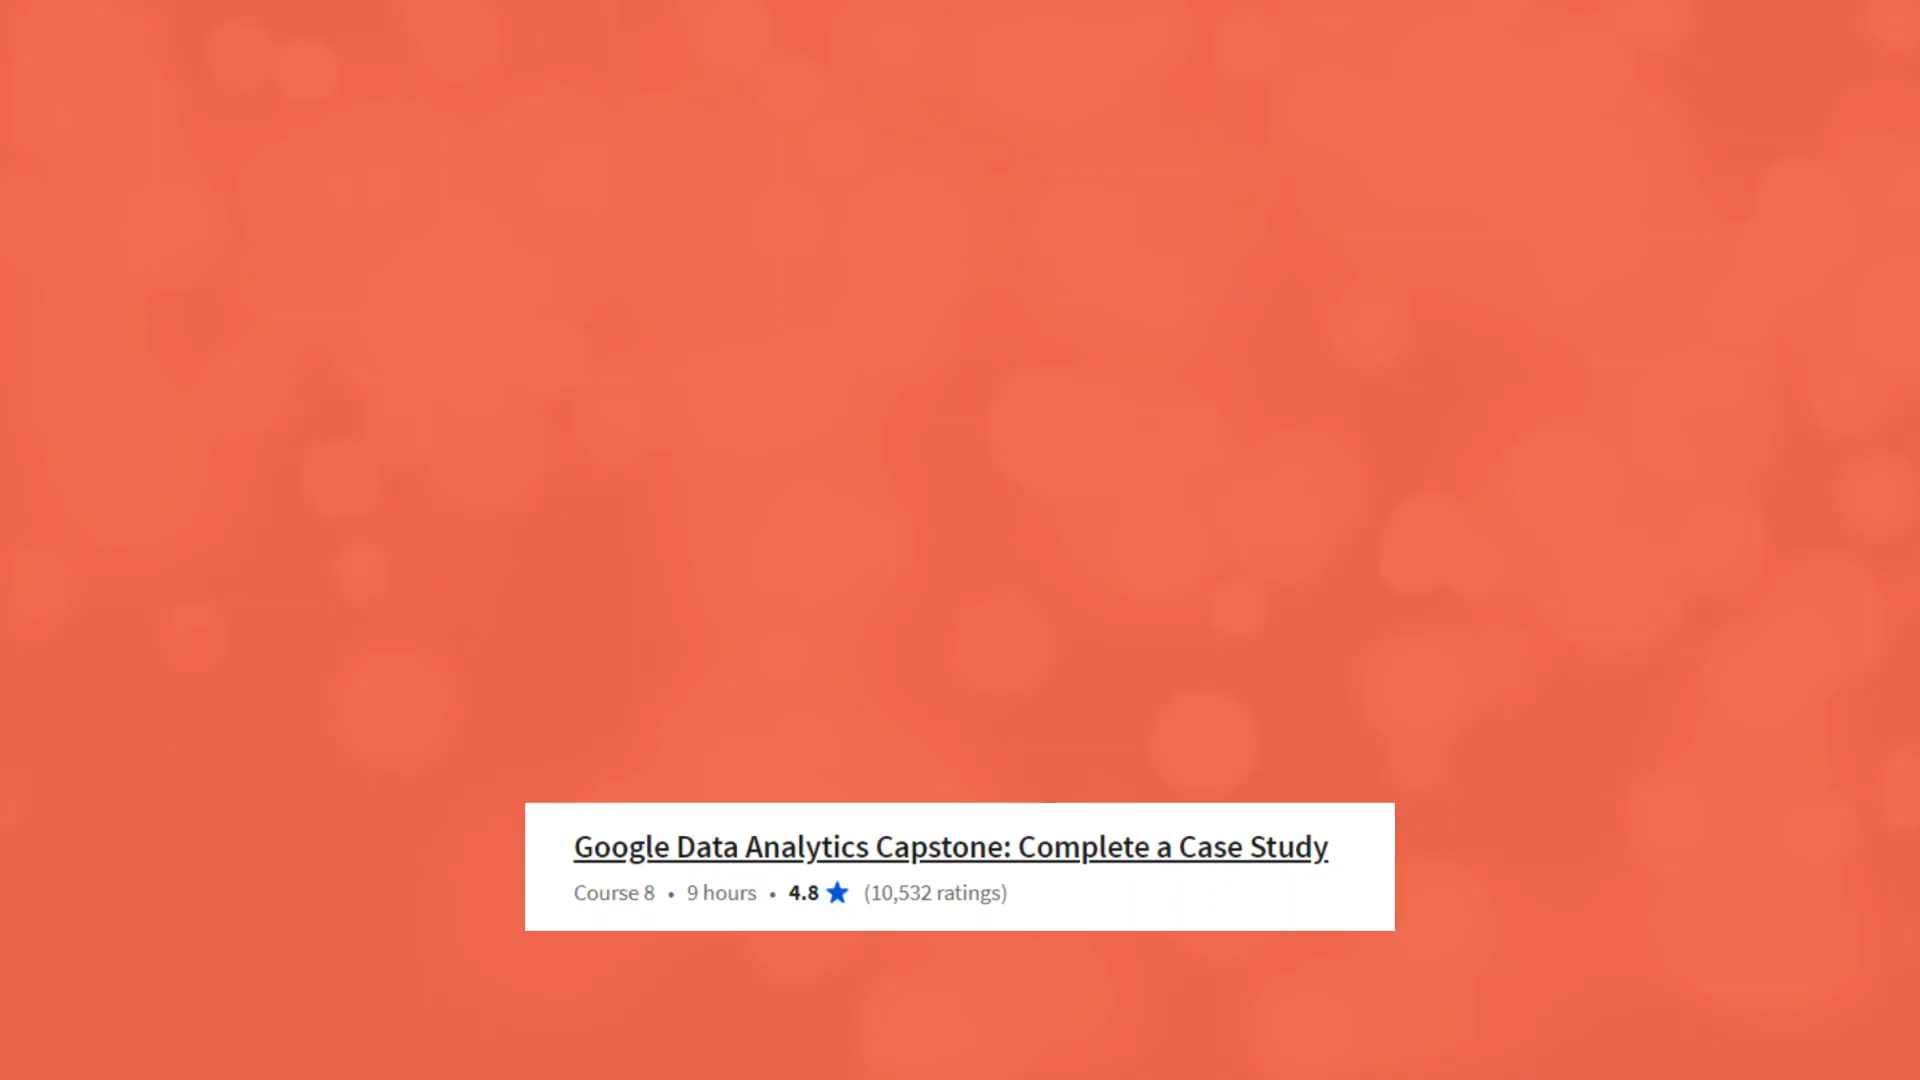 Google Data Analytics Capstone: Complete a Case Study
Course 8 • 9 hours • 4.8 ★ (10,532 ratings)